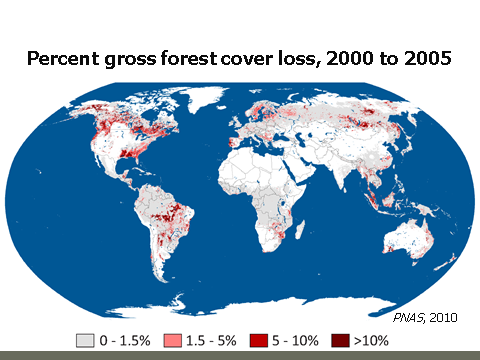 Percent gross forest cover loss, 2000 to 2005
PNAS, 2010
0 - 1.5% 1.5 - 5% 5 - 10% >10%